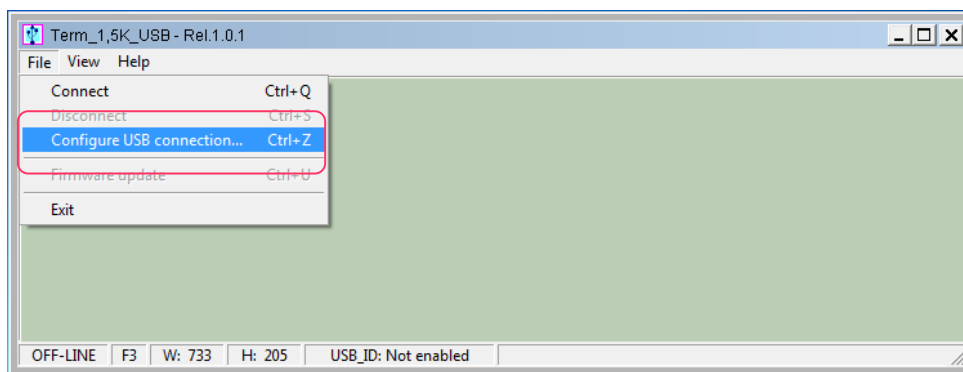 Term_1,5K_USB - Rel.1.0.1
File View Help
Connect Ctrl+Q
Disconnect Ctrl+S
Configure USB connection... Ctrl+Z
Firmware update Ctrl+U
Exit
OFF-LINE F3 W: 733 H: 205 USB_ID: Not enabled